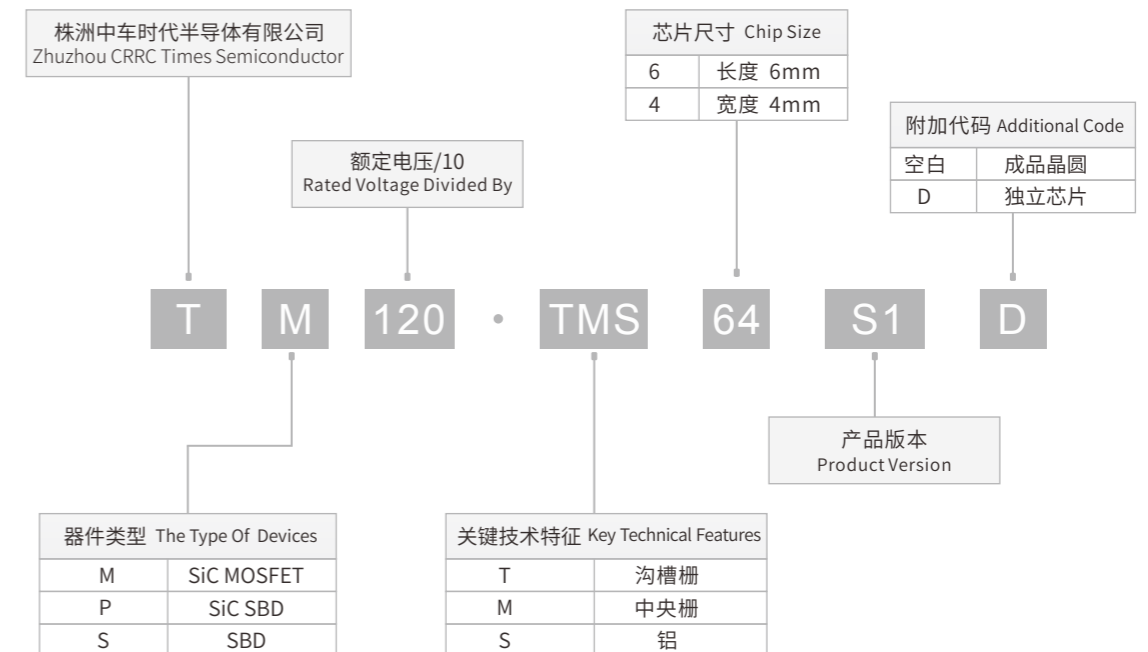 株洲中车时代半导体有限公司
Zhuzhou CRRC Times Semiconductor
芯片尺寸 Chip Size
6 长度 6mm
4 宽度 4mm
附加代码 Additional Code
空白 成品晶圆
D 独立芯片
额定电压/10
Rated Voltage Divided By
T M 120 · TMS 64 S1 D
产品版本
Product Version
器件类型 The Type Of Devices
M SiC MOSFET
P SiC SBD
S SBD
关键技术特征 Key Technical Features
T 沟槽栅
M 中央栅
S 铝